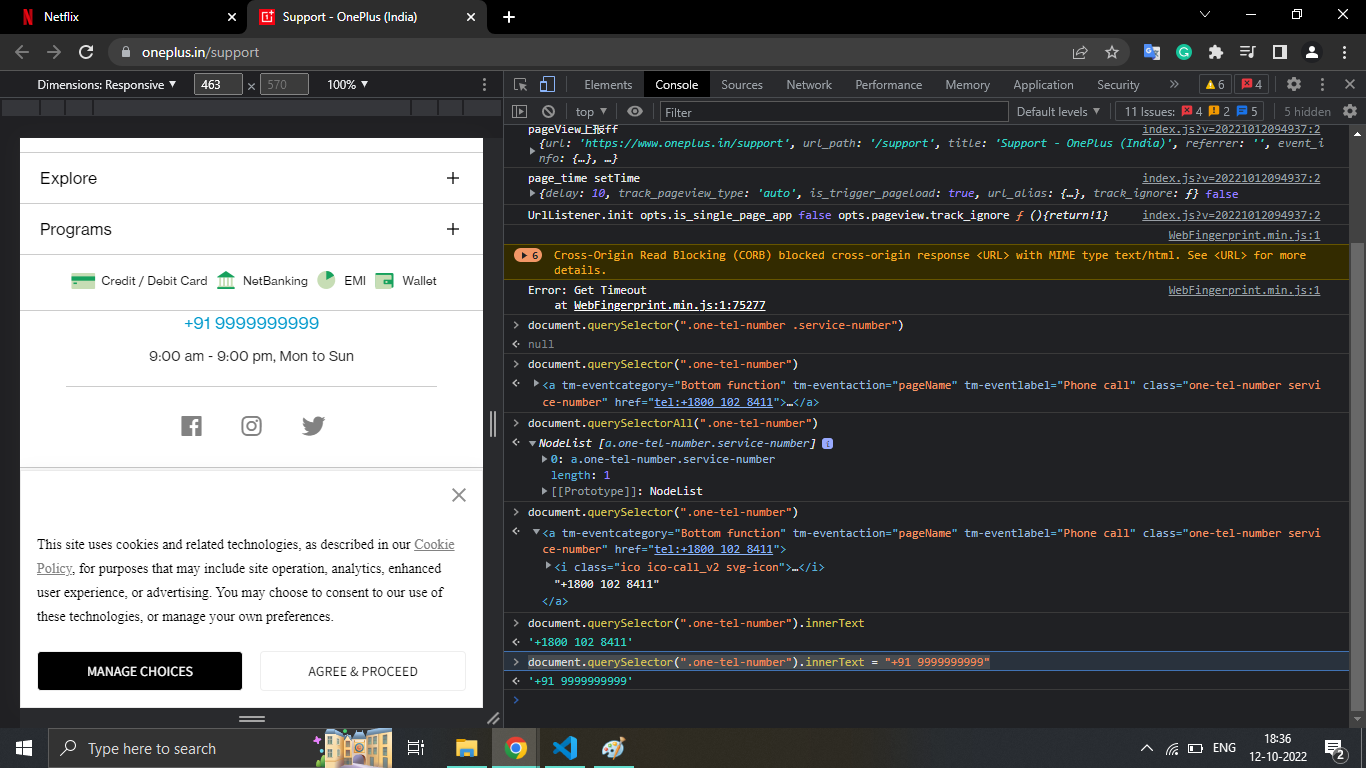 Netflix
Support - OnePlus (India)
oneplus.in/support
Dimensions: Responsive
463
×
570
100%
Elements
Console
Sources
Network
Performance
Memory
Application
Security
6
4
top
Filter
Default levels
11 Issues:
4
2
5
5 hidden
Explore
Programs
Credit / Debit Card
NetBanking
EMI
Wallet
+91 9999999999
9:00 am - 9:00 pm, Mon to Sun
This site uses cookies and related technologies, as described in our Cookie
Policy, for purposes that may include site operation, analytics, enhanced
user experience, or advertising. You may choose to consent to our use of
these technologies, or manage your own preferences.
MANAGE CHOICES
AGREE & PROCEED
pageView上报ff
index.js?v=20221012094937:2
{url: 'https://www.oneplus.in/support', url_path: '/support', title: 'Support - OnePlus (India)', referrer: '', event_i
nfo: {…}, …}
page_time setTime
index.js?v=20221012094937:2
{delay: 10, track_pageview_type: 'auto', is_trigger_pageload: true, url_alias: {…}, track_ignore: ƒ} false
UrlListener.init opts.is_single_page_app false opts.pageview.track_ignore ƒ (){return!1}
index.js?v=20221012094937:2
WebFingerprint.min.js:1
6
Cross-Origin Read Blocking (CORB) blocked cross-origin response <URL> with MIME type text/html. See <URL> for more
details.
Error: Get Timeout
WebFingerprint.min.js:1
at WebFingerprint.min.js:1:75277
document.querySelector(".one-tel-number .service-number")
null
document.querySelector(".one-tel-number")
<a tm-eventcategory="Bottom function" tm-eventaction="pageName" tm-eventlabel="Phone call" class="one-tel-number servi
ce-number" href="tel:+1800 102 8411">…</a>
document.querySelectorAll(".one-tel-number")
NodeList [a.one-tel-number.service-number] i
0: a.one-tel-number.service-number
length: 1
[[Prototype]]: NodeList
document.querySelector(".one-tel-number")
<a tm-eventcategory="Bottom function" tm-eventaction="pageName" tm-eventlabel="Phone call" class="one-tel-number servi
ce-number" href="tel:+1800 102 8411">
<i class="ico ico-call_v2 svg-icon">…</i>
"+1800 102 8411"
</a>
document.querySelector(".one-tel-number").innerText
'+1800 102 8411'
document.querySelector(".one-tel-number").innerText = "+91 9999999999"
'+91 9999999999'
Type here to search
ENG
18:36
12-10-2022
2